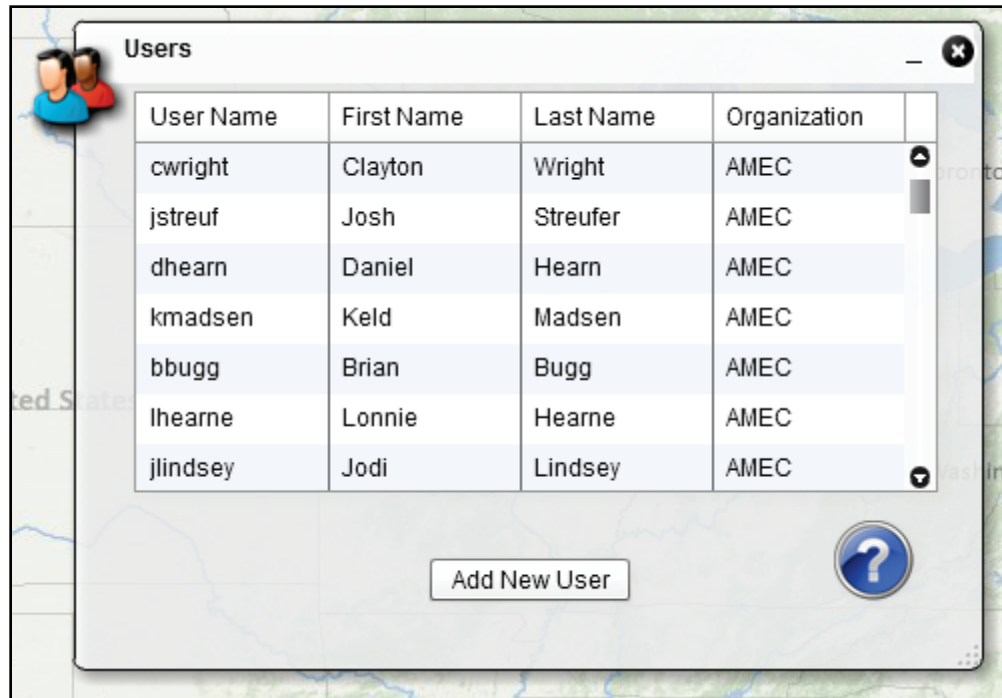 Users
User Name First Name Last Name Organization
cwright Clayton Wright AMEC
jstreuf Josh Streufer AMEC
dhearn Daniel Hearn AMEC
kmadsen Keld Madsen AMEC
bbugg Brian Bugg AMEC
lhearne Lonnie Hearne AMEC
jlindsey Jodi Lindsey AMEC
Add New User
?
ted States